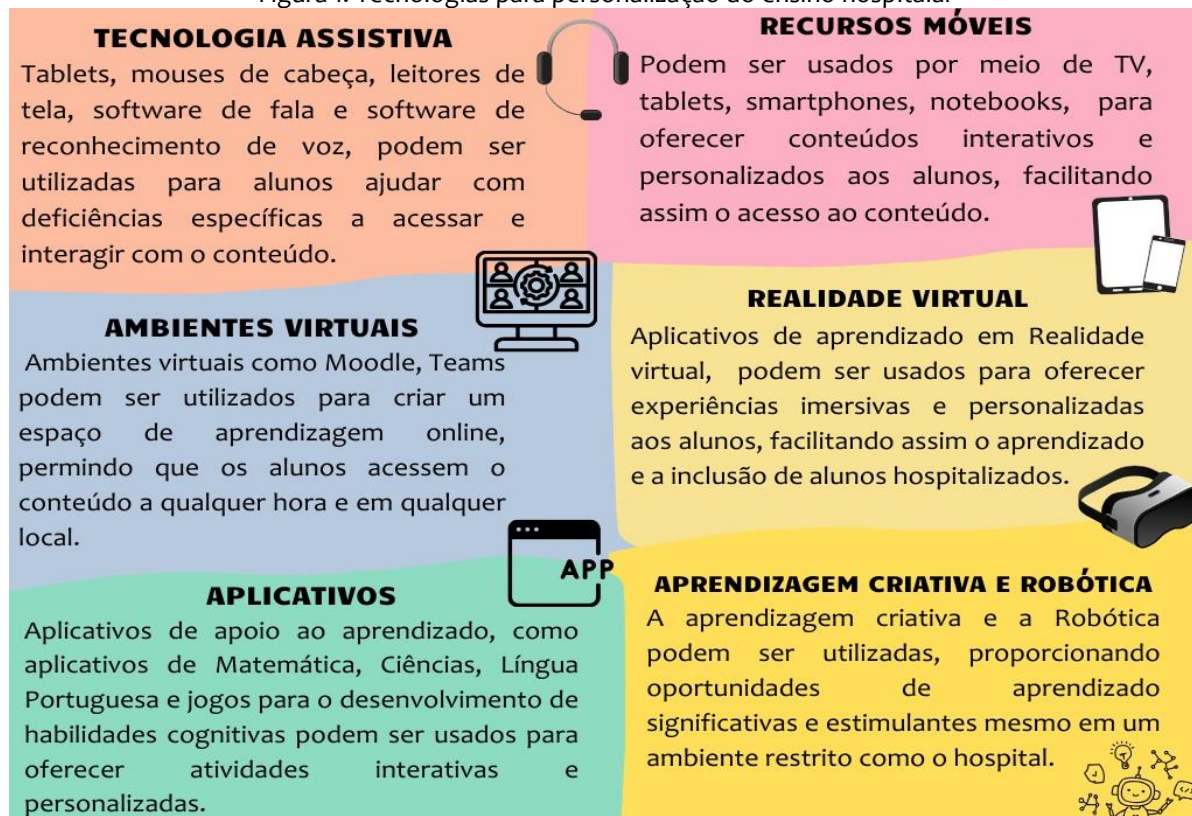 Figura 1. Tecnologias para personalização do ensino hospitalar
TECNOLOGIA ASSISTIVA
Tablets, mouses de cabeça, leitores de
tela, software de fala e software de
reconhecimento de voz, podem ser
utilizadas para alunos ajudar com
deficiências específicas a acessar e
interagir com o conteúdo.
RECURSOS MÓVEIS
Podem ser usados por meio de TV,
tablets, smartphones, notebooks, para
oferecer conteúdos interativos e
personalizados aos alunos, facilitando
assim o acesso ao conteúdo.
AMBIENTES VIRTUAIS
Ambientes virtuais como Moodle, Teams
podem ser utilizados para criar um
espaço de aprendizagem online,
permindo que os alunos acessem o
conteúdo a qualquer hora e em qualquer
local.
REALIDADE VIRTUAL
Aplicativos de aprendizado em Realidade
virtual, podem ser usados para oferecer
experiências imersivas e personalizadas
aos alunos, facilitando assim o aprendizado
e a inclusão de alunos hospitalizados.
APP
APLICATIVOS
Aplicativos de apoio ao aprendizado, como
aplicativos de Matemática, Ciências, Língua
Portuguesa e jogos para o desenvolvimento de
habilidades cognitivas podem ser usados para
oferecer atividades interativas e
personalizadas.
APRENDIZAGEM CRIATIVA E ROBÓTICA
A aprendizagem criativa e a Robótica
podem ser utilizadas, proporcionando
oportunidades de aprendizado
significativas e estimulantes mesmo em um
ambiente restrito como o hospital.